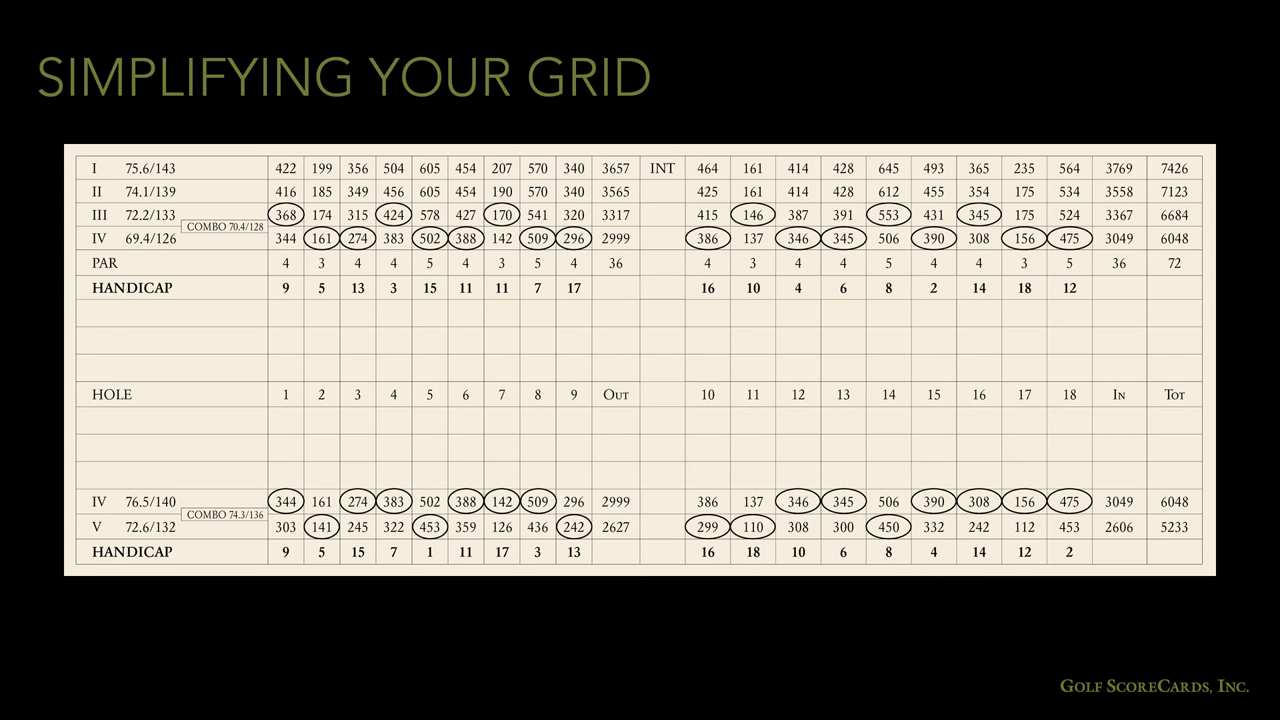 SIMPLIFYING YOUR GRID
I 75.6/143 422 199 356 504 605 454 207 570 340 3657 INT 464 161 414 428 645 493 365 235 564 3769 7426
II 74.1/139 416 185 349 456 605 454 190 570 340 3565 425 161 414 428 612 455 354 175 534 3558 7123
III 72.2/133 368 174 315 424 578 427 170 541 320 3317 415 146 387 391 553 431 345 175 524 3367 6684
COMBO 70.4/128
IV 69.4/126 344 161 274 383 502 388 142 509 296 2999 386 137 346 345 506 390 308 156 475 3049 6048
PAR 4 3 4 4 5 4 3 5 4 36 4 3 4 4 5 4 4 3 5 36 72
HANDICAP 9 5 13 3 15 11 11 7 17 16 10 4 6 8 2 14 18 12
HOLE 1 2 3 4 5 6 7 8 9 OUT 10 11 12 13 14 15 16 17 18 IN TOT
IV 76.5/140 344 161 274 383 502 388 142 509 296 2999 386 137 346 345 506 390 308 156 475 3049 6048
COMBO 74.3/136
V 72.6/132 303 141 245 322 453 359 126 436 242 2627 299 110 308 300 450 332 242 112 453 2606 5233
HANDICAP 9 5 15 7 1 11 17 3 13 16 18 10 6 8 4 14 12 2
GOLF SCORECARDS, INC.